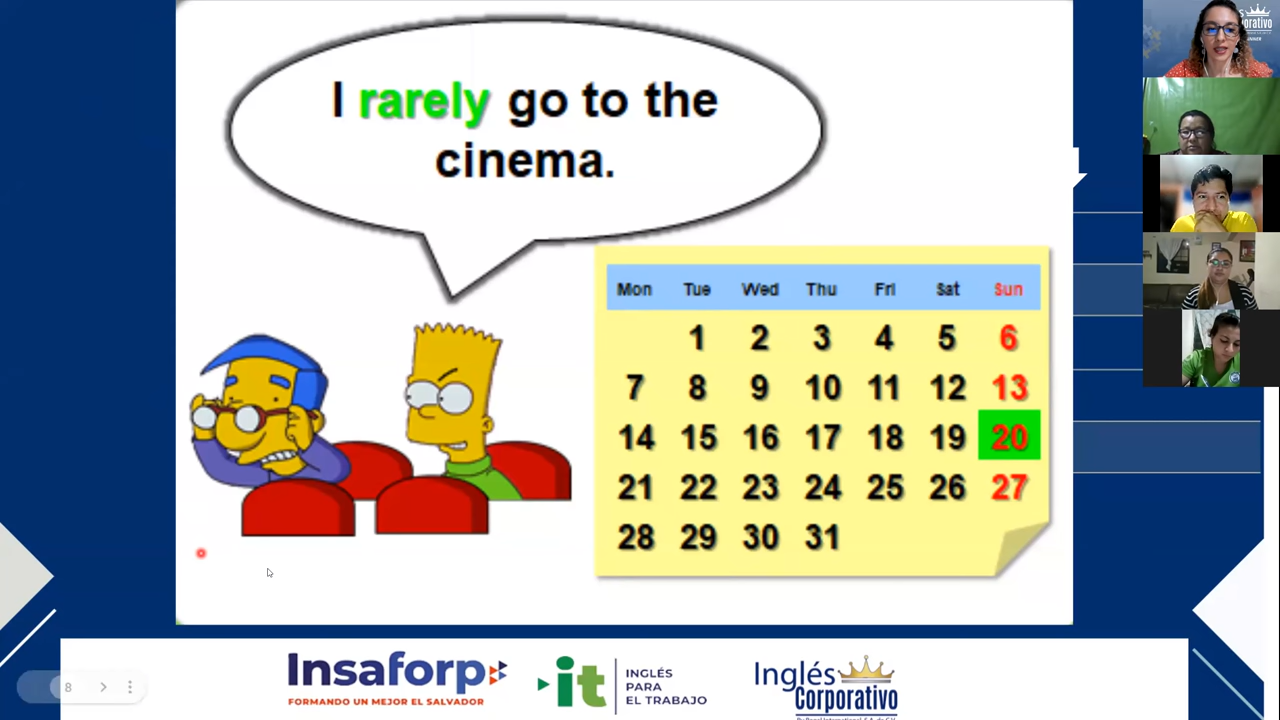 I rarely go to the
cinema.
Mon Tue Wed Thu Fri Sat Sun
1 2 3 4 5 6
7 8 9 10 11 12 13
14 15 16 17 18 19 20
21 22 23 24 25 26 27
28 29 30 31
8
Insaforp
FORMANDO UN MEJOR EL SALVADOR
it
INGLÉS
PARA
EL TRABAJO
Inglés
Corporativo